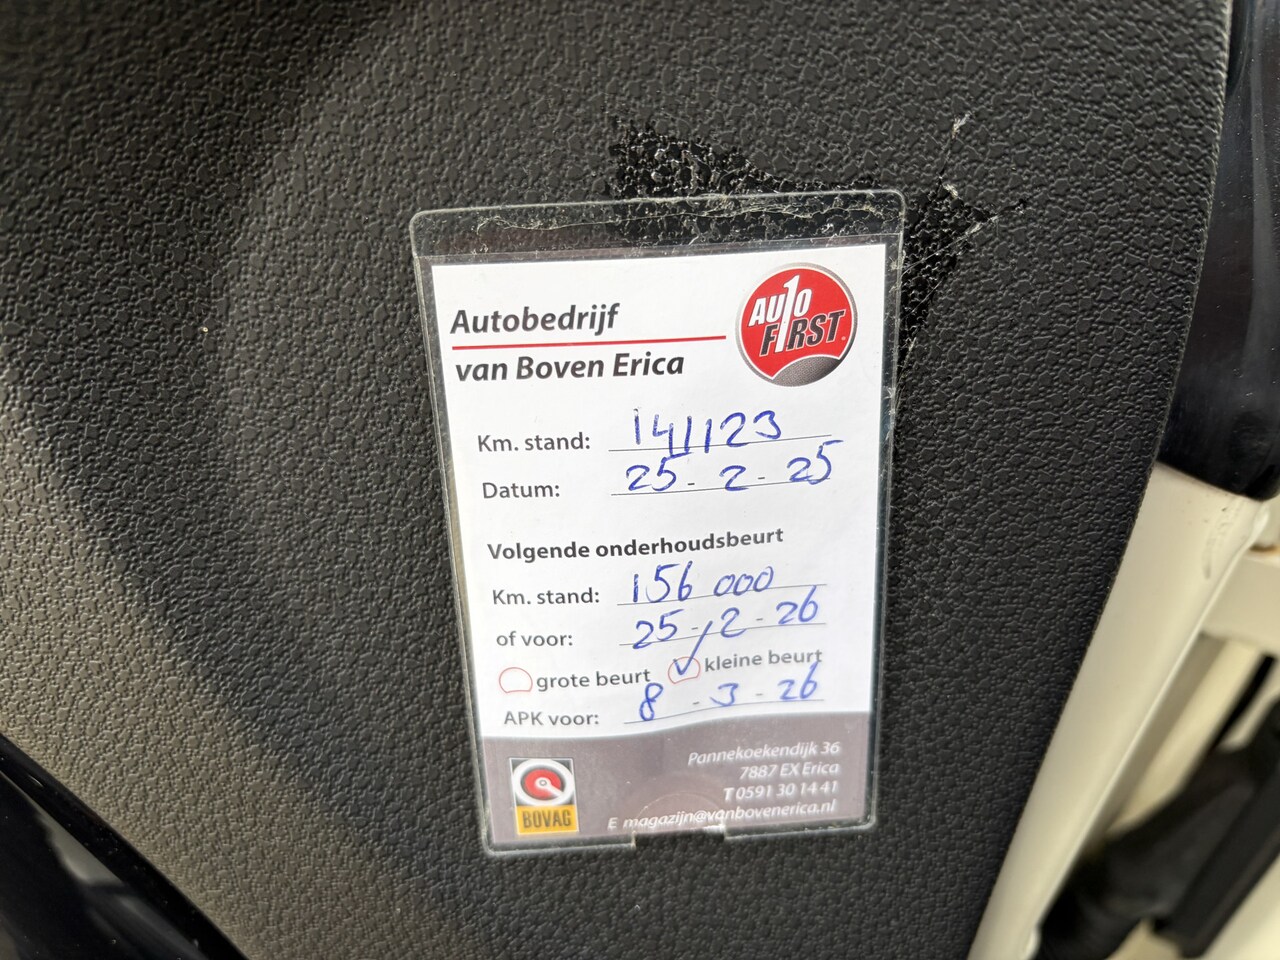 Autobedrijf
van Boven Erica
AUTO
FIRST
Km. stand: 141123
Datum: 25-2-25
Volgende onderhoudsbeurt
Km. stand: 156 000
of voor: 25-2-26
grote beurt kleine beurt
APK voor: 8-3-26
Pannekoekendijk 36
7887 EX Erica
T 0591 30 14 41
E magazijn@vanbovenerica.nl
BOVAG